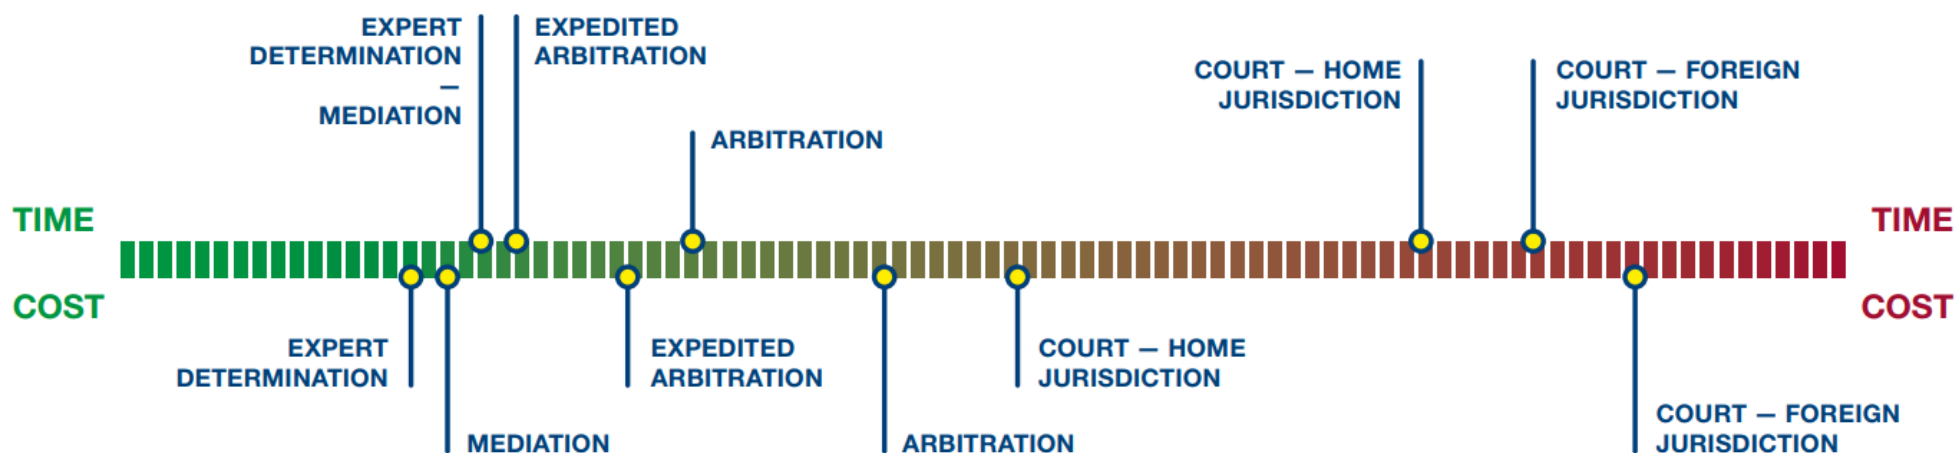 EXPERT
DETERMINATION
—
MEDIATION
EXPEDITED
ARBITRATION
ARBITRATION
COURT — HOME
JURISDICTION
COURT — FOREIGN
JURISDICTION
TIME
TIME
COST
COST
EXPERT
DETERMINATION
MEDIATION
EXPEDITED
ARBITRATION
ARBITRATION
COURT — HOME
JURISDICTION
COURT — FOREIGN
JURISDICTION